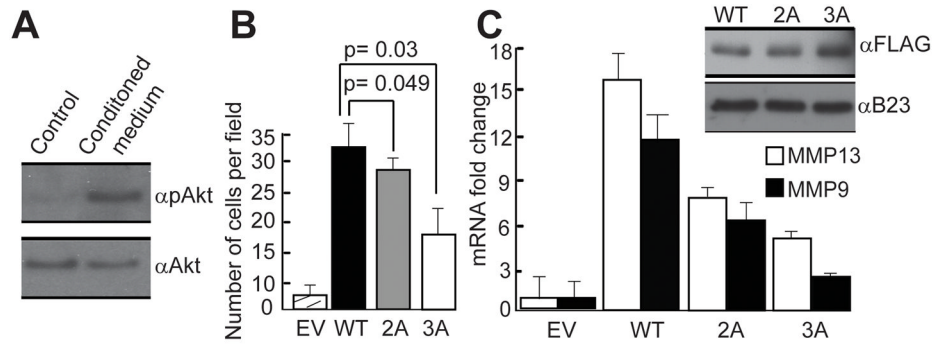 A
Control
Conditoned
medium
αpAkt
αAkt
B
p= 0.03
p= 0.049
Number of cells per field
35
35
25
20
15
10
0
EV WT 2A 3A
C
WT 2A 3A
αFLAG
αB23
mRNA fold change
18
15
12
9
6
3
0
MMP13
MMP9
EV WT 2A 3A